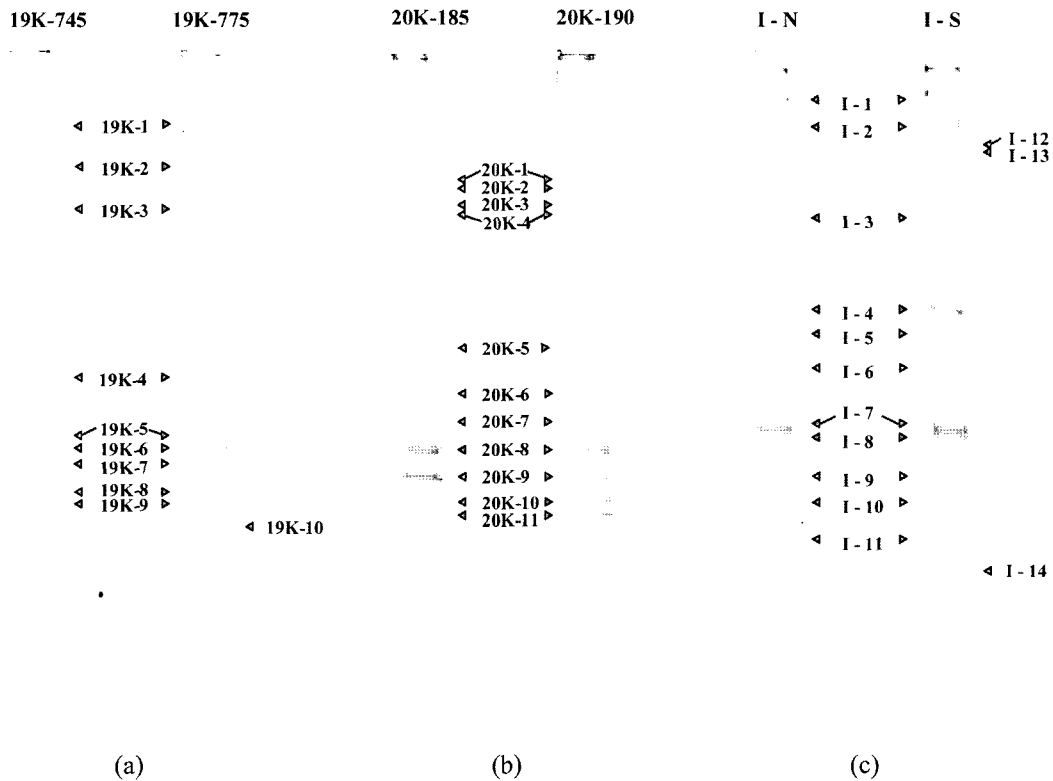 19K-745 19K-775 20K-185 20K-190 I - N I - S
19K-1
19K-2
19K-3
19K-4
19K-5
19K-6
19K-7
19K-8
19K-9
19K-10
20K-1
20K-2
20K-3
20K-4
20K-5
20K-6
20K-7
20K-8
20K-9
20K-10
20K-11
I - 1
I - 2
I - 3
I - 4
I - 5
I - 6
I - 7
I - 8
I - 9
I - 10
I - 11
I - 12
I - 13
I - 14
(a) (b) (c)